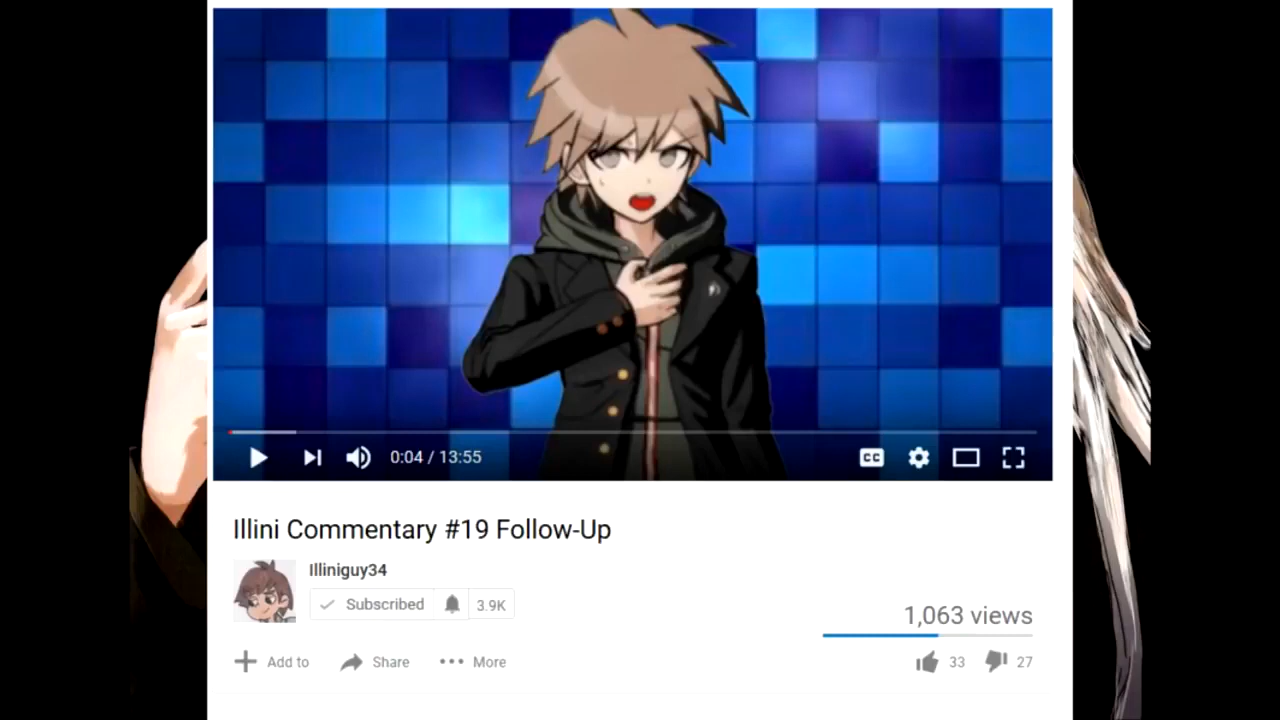 0:04 / 13:55
CC
Illini Commentary #19 Follow-Up
Illiniguy34
Subscribed 3.9K
1,063 views
Add to Share More 33 27